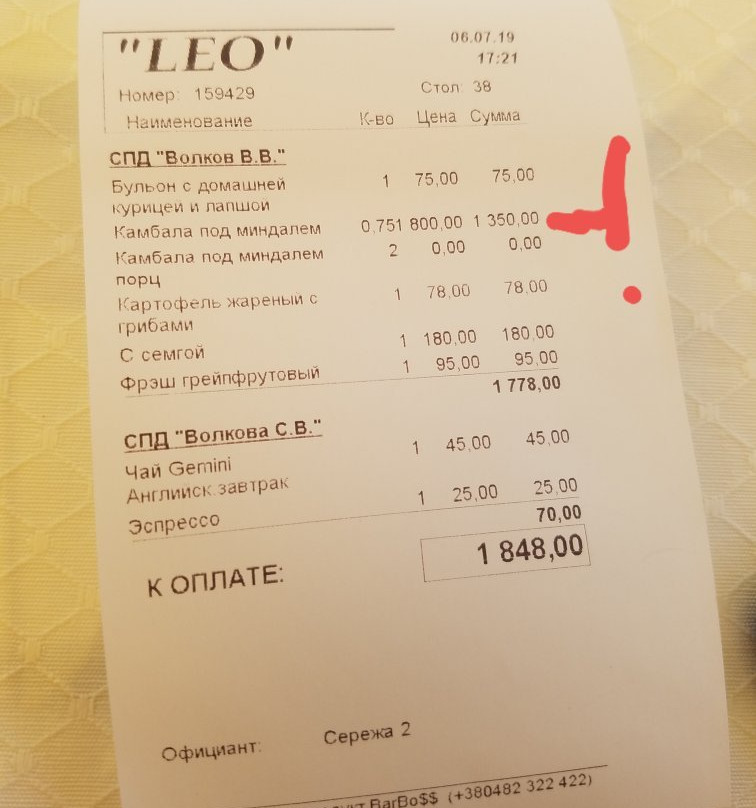 "LEO"
06.07.19
17:21
Номер: 159429
Стол: 38
Наименование К-во Цена Сумма
СПД "Волков В.В."
Бульон с домашней 1 75,00 75,00
курицей и лапшой
Камбала под миндалем 0,751 800,00 1 350,00
Камбала под миндалем 2 0,00 0,00
порц
Картофель жареный с 1 78,00 78,00
грибами
С семгой 1 180,00 180,00
Фрэш грейпфрутовый 1 95,00 95,00
1 778,00
СПД "Волкова С.В."
Чай Gemini 1 45,00 45,00
Английск.завтрак
Эспрессо 1 25,00 25,00
70,00
К ОПЛАТЕ: 1 848,00
Официант: Сережа 2
BarBo$$ (+380482 322 422)